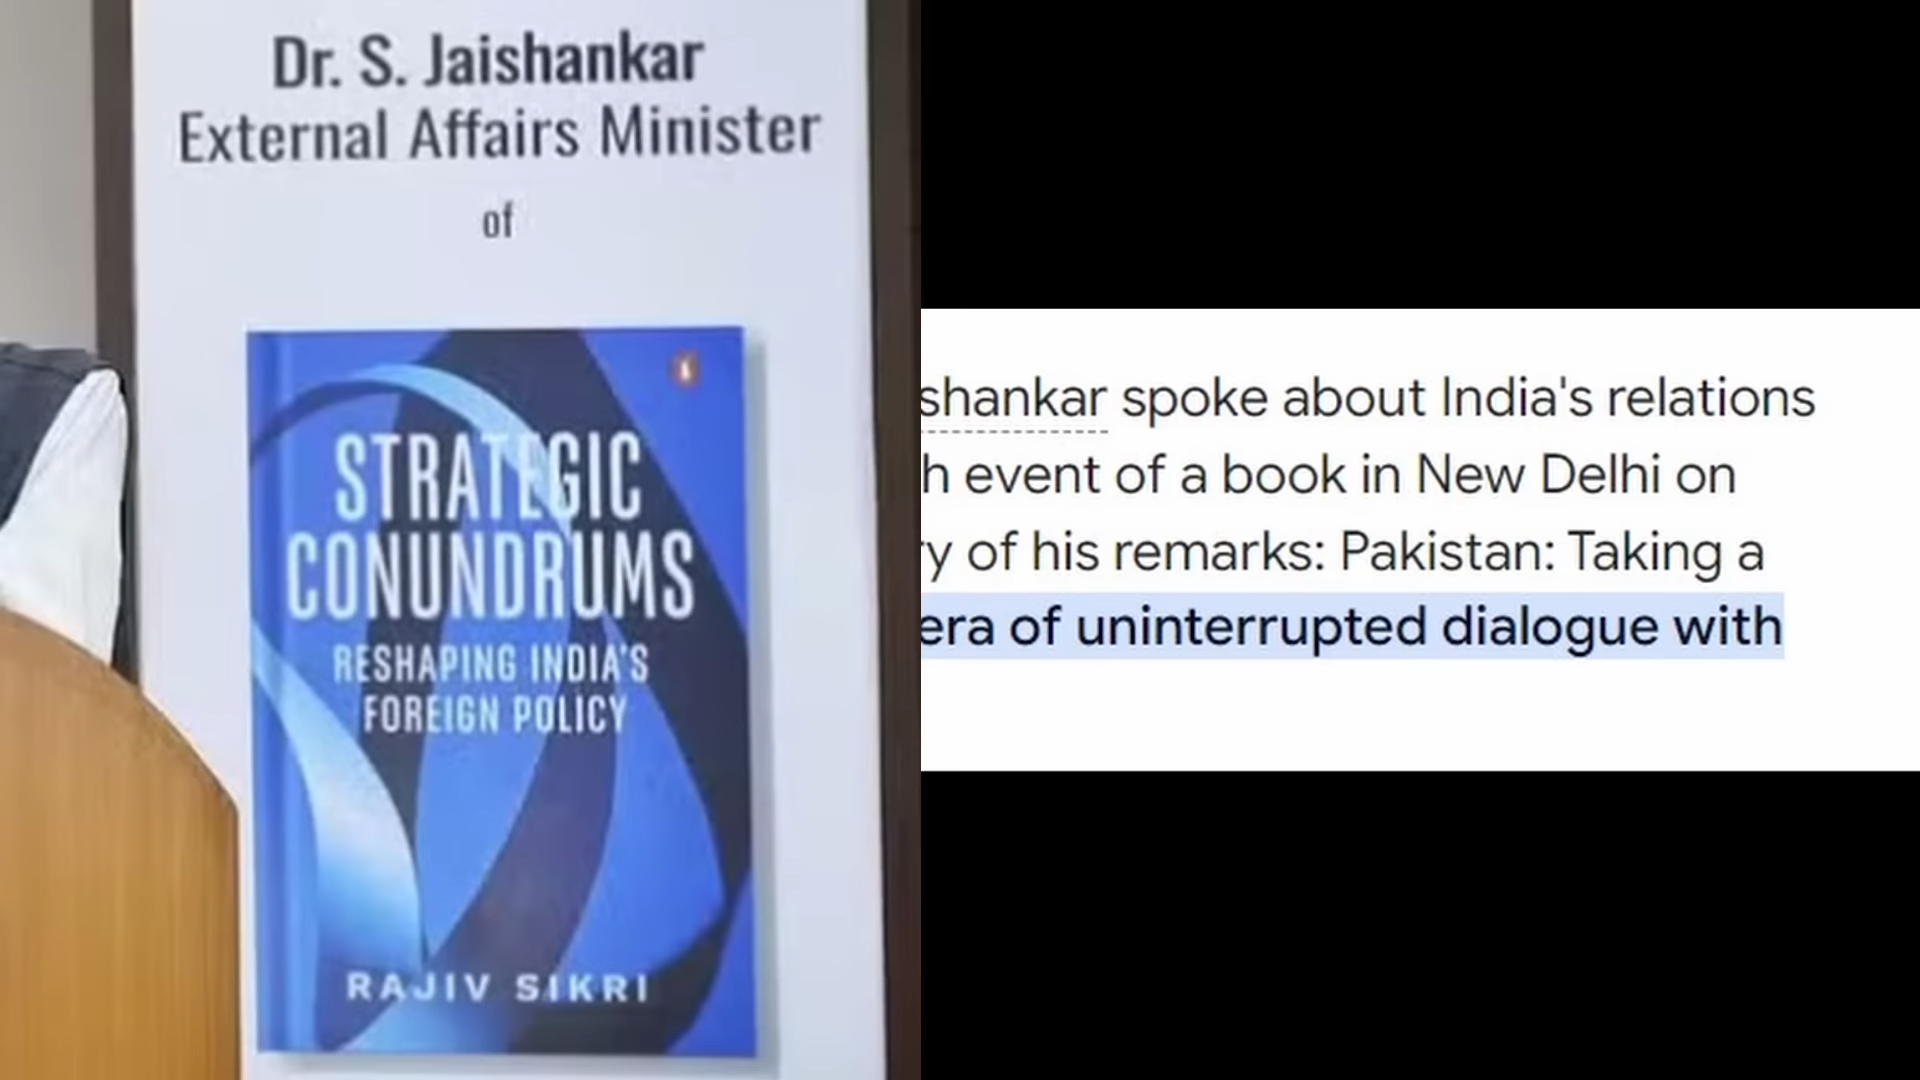 Dr. S. Jaishankar
External Affairs Minister
of
STRATEGIC
CONUNDRUMS
RESHAPING INDIA'S
FOREIGN POLICY
RAJIV SIKRI
shankar spoke about India's relations
h event of a book in New Delhi on
y of his remarks: Pakistan: Taking a
era of uninterrupted dialogue with